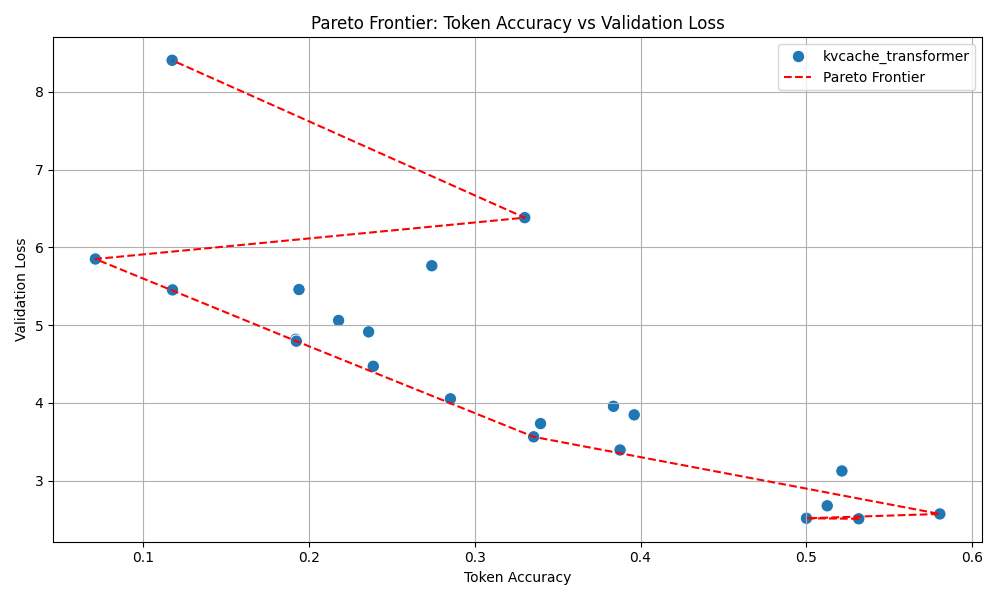 Pareto Frontier: Token Accuracy vs Validation Loss
kvcache_transformer
Pareto Frontier
Validation Loss
8
7
6
5
4
3
0.1
0.2
0.3
0.4
0.5
0.6
Token Accuracy